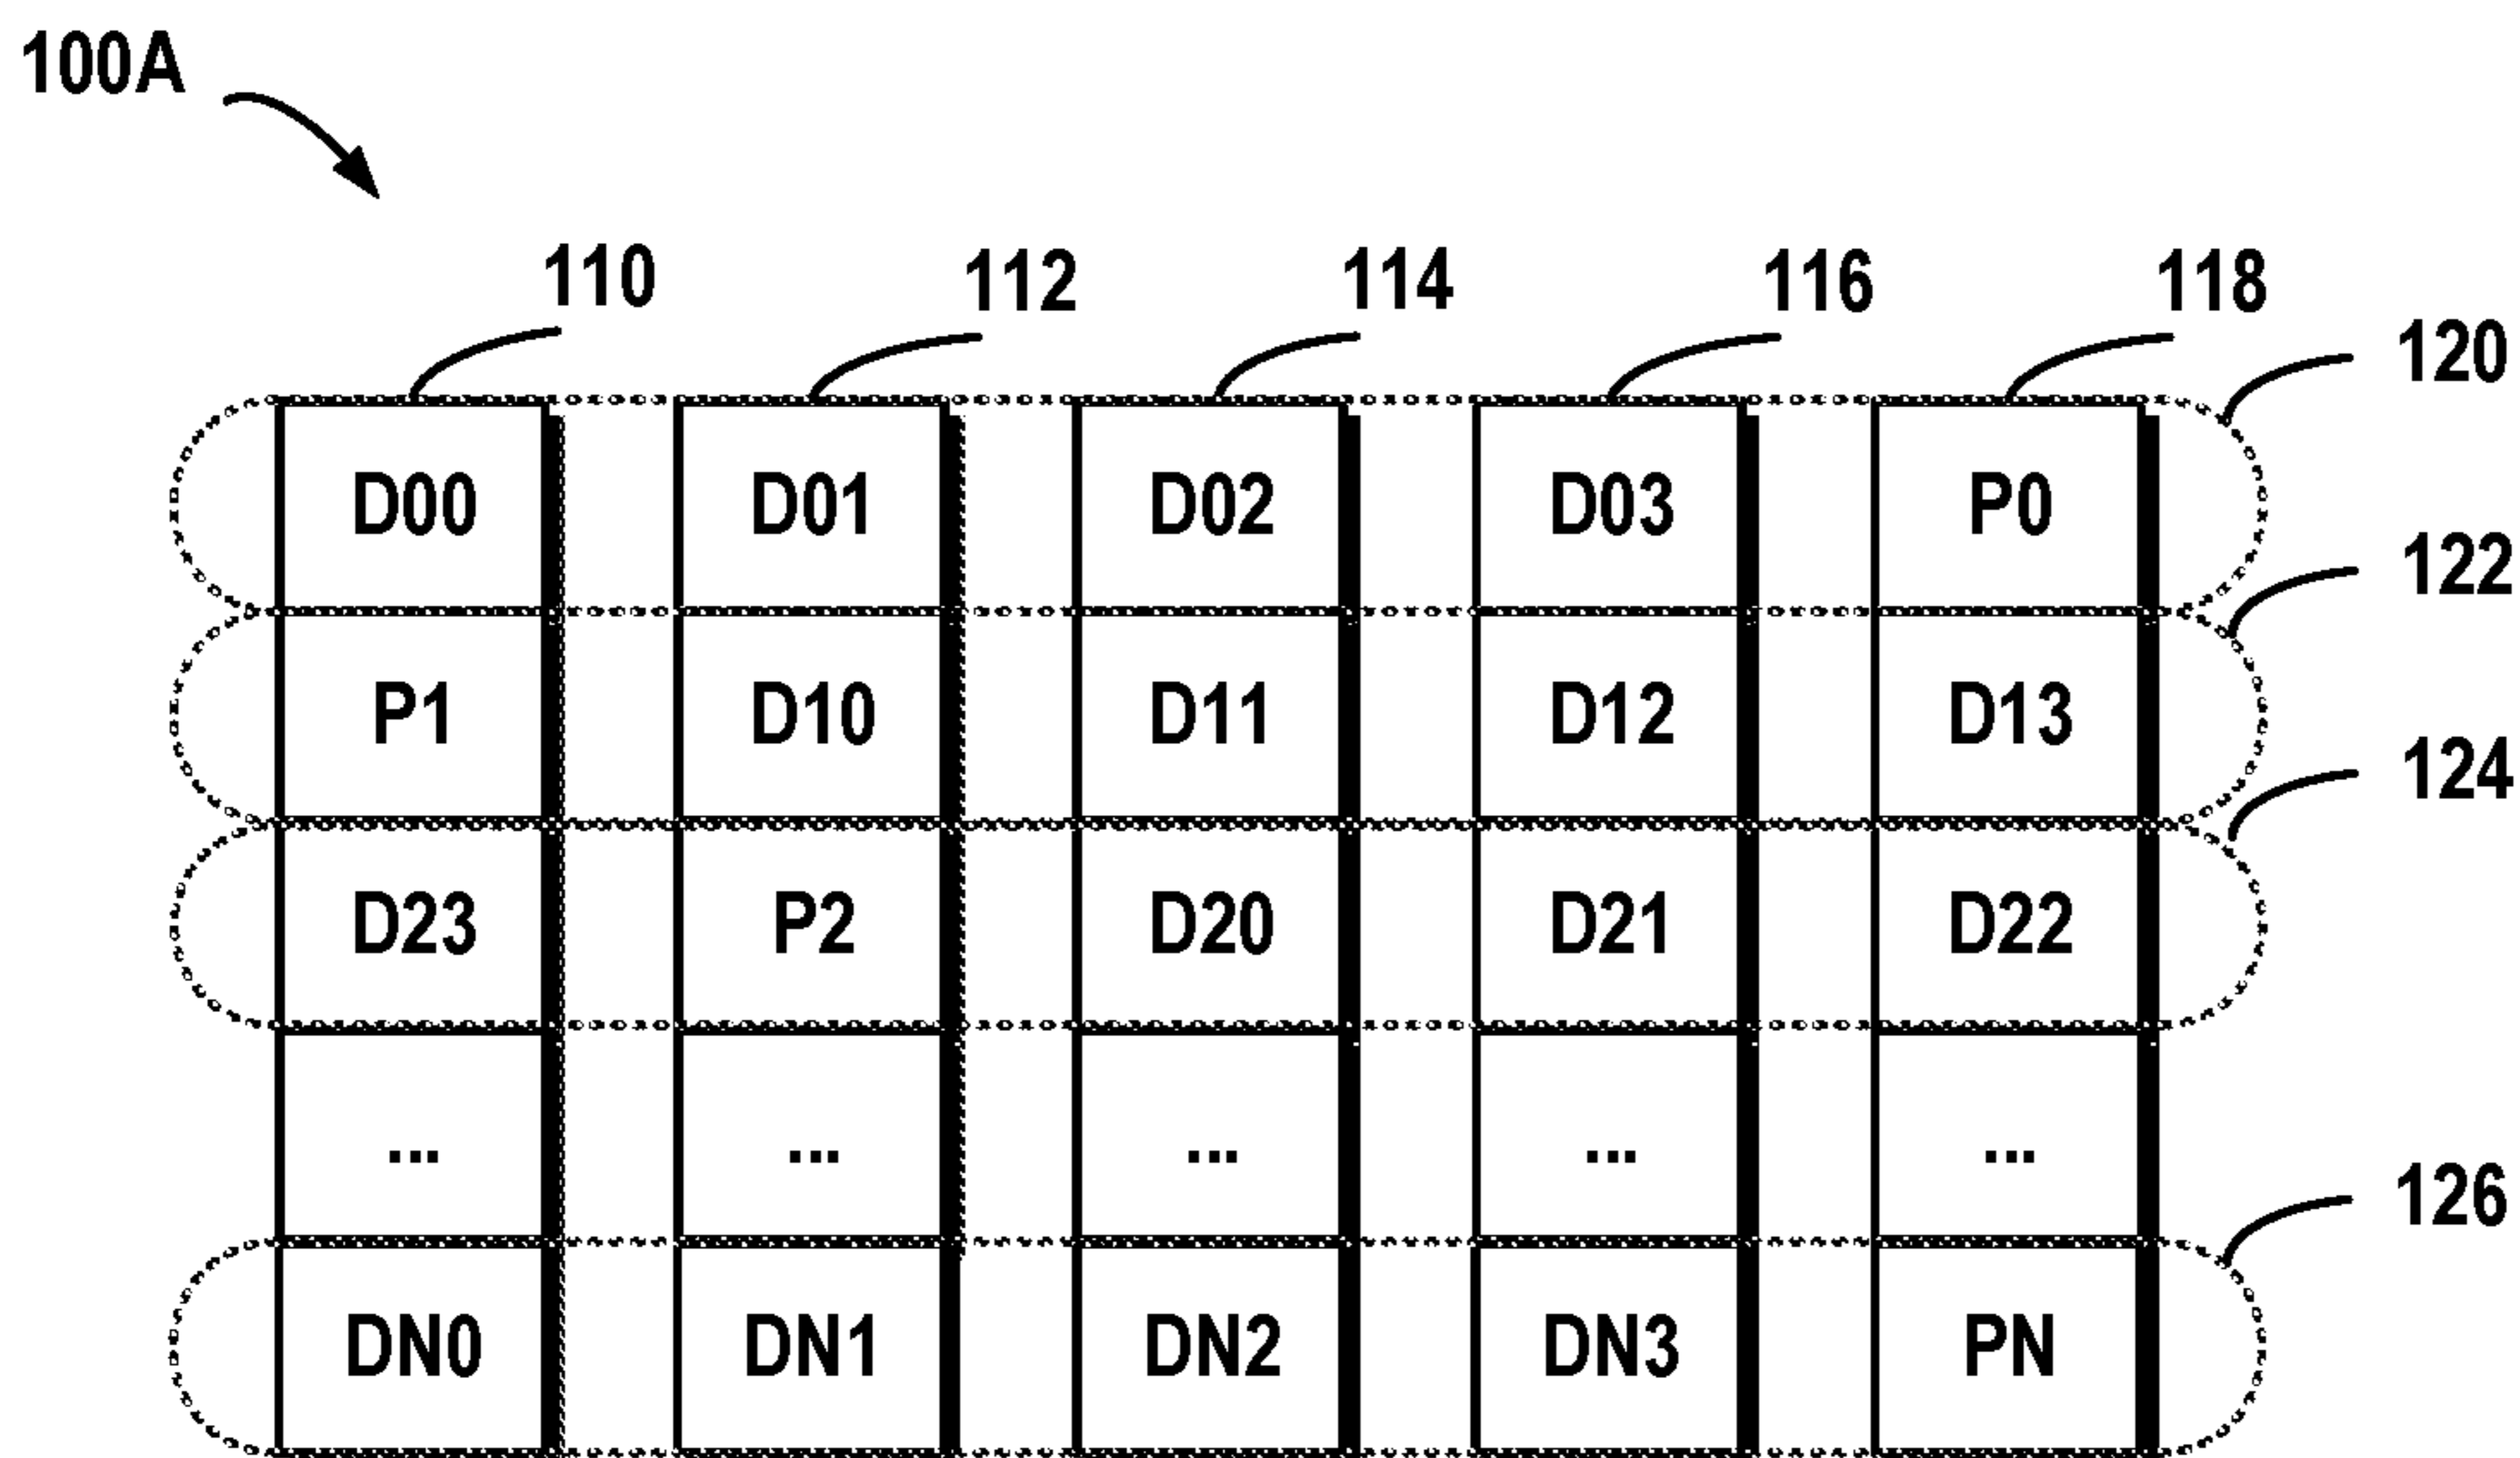 100A
110 112 114 116 118
120
D00 D01 D02 D03 P0
122
P1 D10 D11 D12 D13
124
D23 P2 D20 D21 D22
... ... ... ... ...
126
DN0 DN1 DN2 DN3 PN